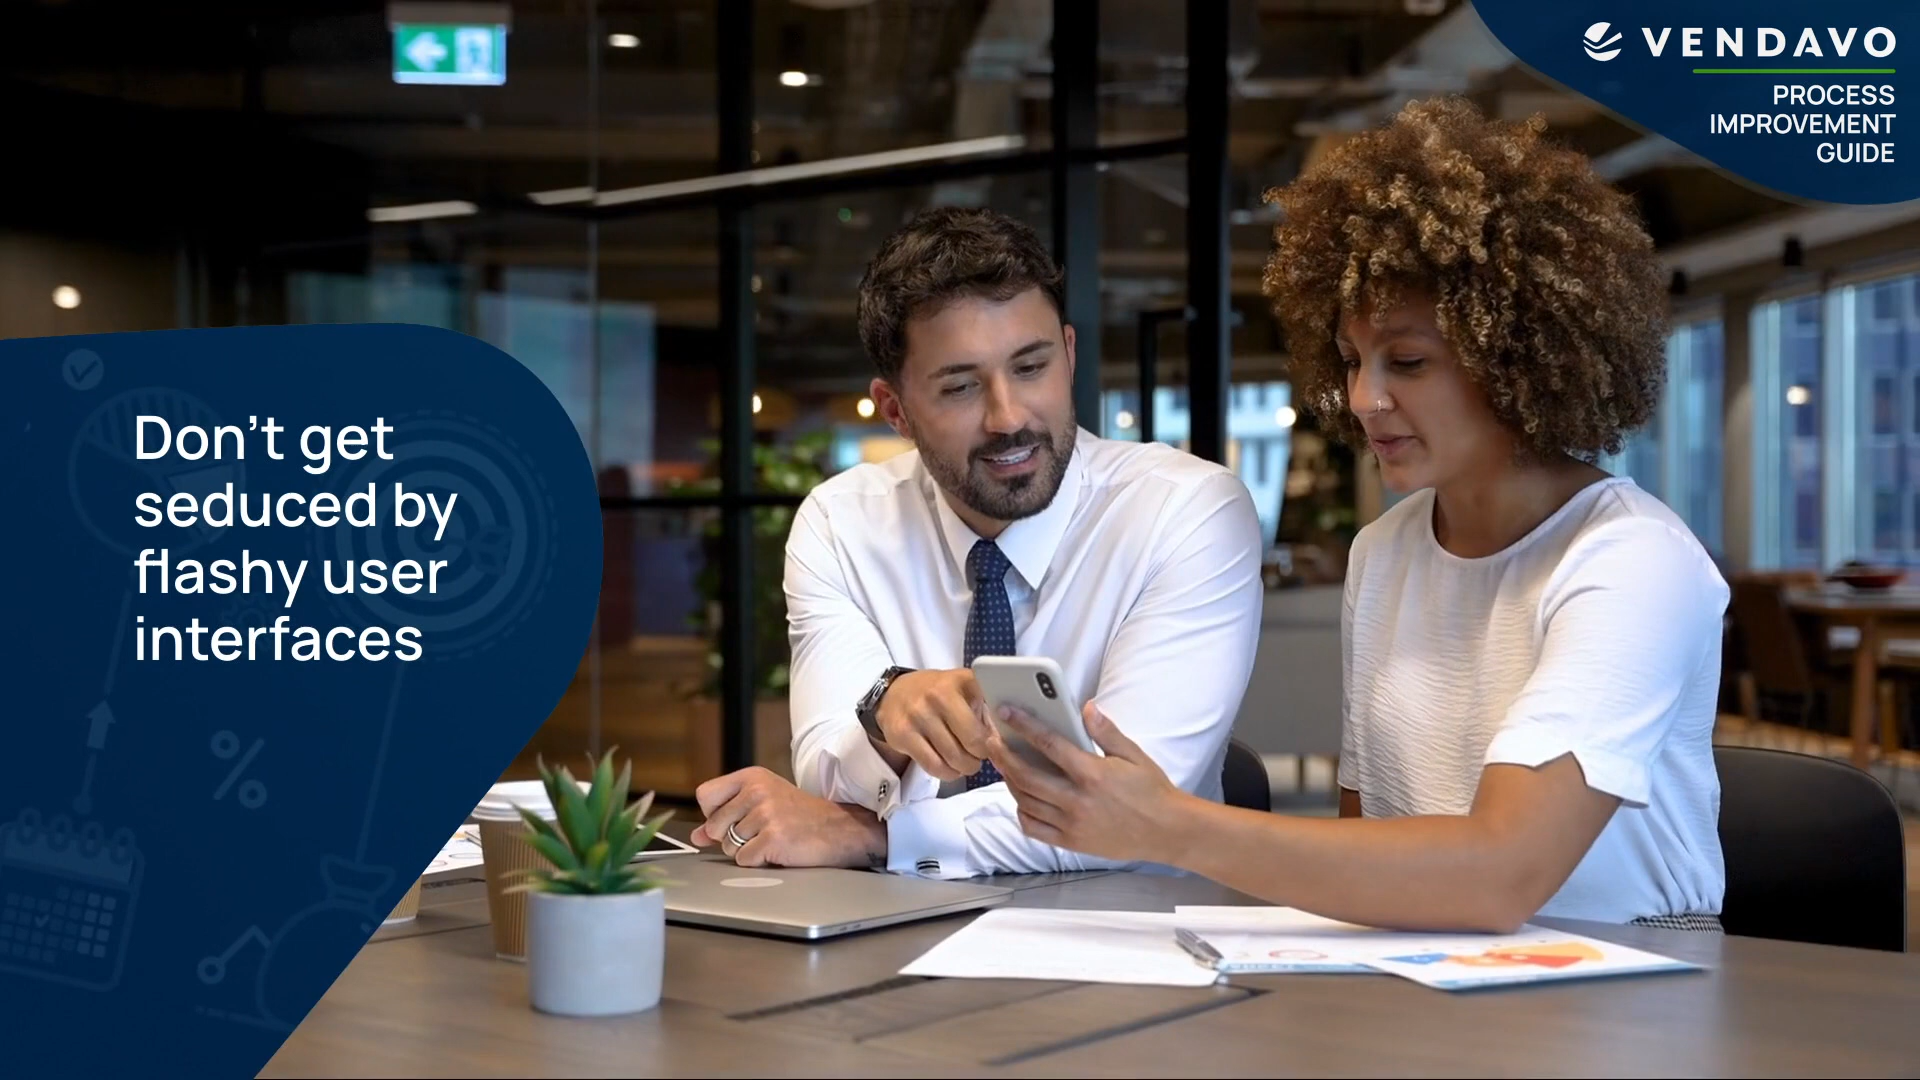 VENDAVO
PROCESS
IMPROVEMENT
GUIDE
Don't get
seduced by
flashy user
interfaces